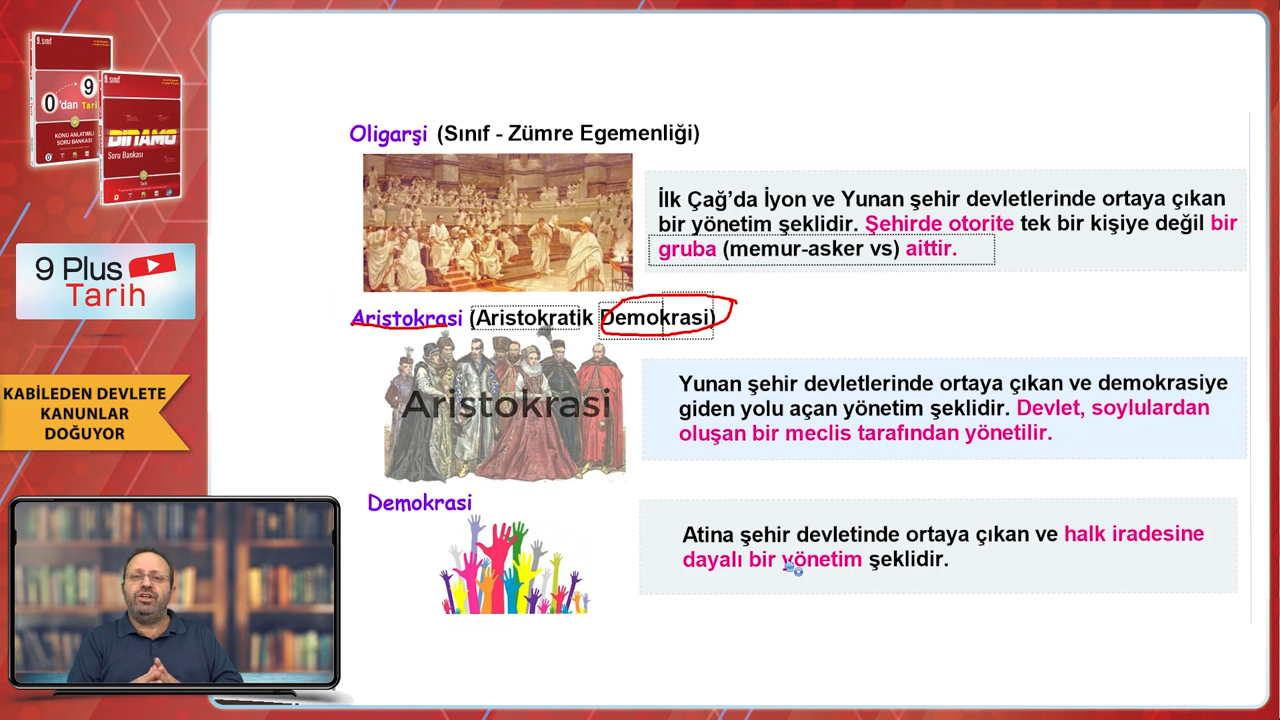 9.sınıf
9
0'dan Tarih
KONU ANLATIMLI
SORU BANKASI
9.sınıf
DINAMO
Soru Bankası
Tarih
9 Plus
Tarih
KABİLEDEN DEVLETE
KANUNLAR
DOĞUYOR
Oligarşi (Sınıf - Zümre Egemenliği)
İlk Çağ’da İyon ve Yunan şehir devletlerinde ortaya çıkan
bir yönetim şeklidir. Şehirde otorite tek bir kişiye değil bir
gruba (memur-asker vs) aittir.
Aristokrasi (Aristokratik Demokrasi)
Aristokrasi
Yunan şehir devletlerinde ortaya çıkan ve demokrasiye
giden yolu açan yönetim şeklidir. Devlet, soylulardan
oluşan bir meclis tarafından yönetilir.
Demokrasi
Atina şehir devletinde ortaya çıkan ve halk iradesine
dayalı bir yönetim şeklidir.